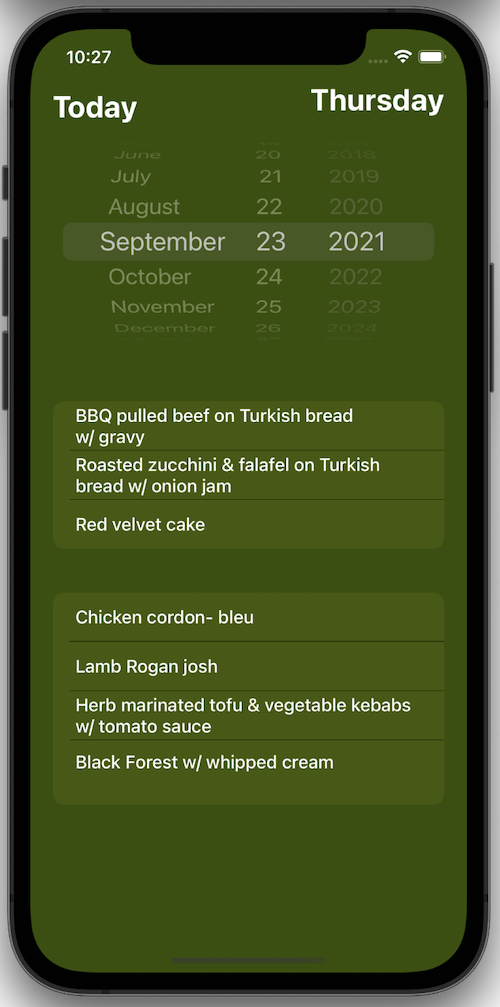 10:27
Today Thursday
June 20 2018
July 21 2019
August 22 2020
September 23 2021
October 24 2022
November 25 2023
December 26 2024
BBQ pulled beef on Turkish bread
w/ gravy
Roasted zucchini & falafel on Turkish
bread w/ onion jam
Red velvet cake
Chicken cordon- bleu
Lamb Rogan josh
Herb marinated tofu & vegetable kebabs
w/ tomato sauce
Black Forest w/ whipped cream